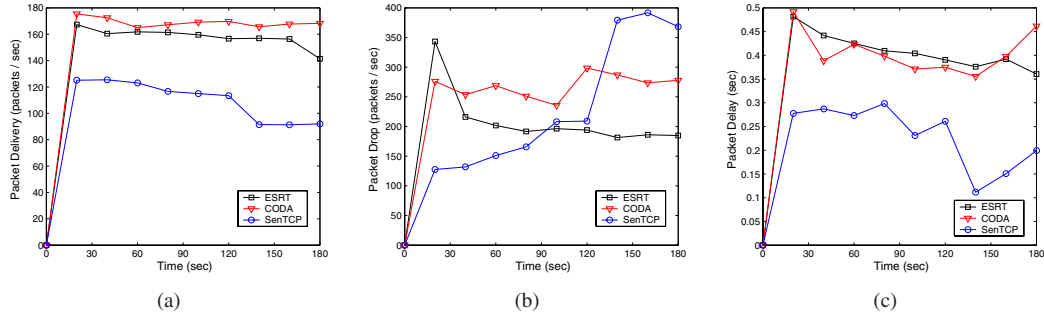 Packet Delivery (packets / sec)
180
160
140
120
100
80
60
40
20
0
0 30 60 90 120 150 180
Time (sec)
ESRT
CODA
SenTCP
(a)
Packet Drop (packets / sec)
400
350
300
250
200
150
100
50
0
0 30 60 90 120 150 180
Time (sec)
ESRT
CODA
SenTCP
(b)
Packet Delay (sec)
0.5
0.45
0.4
0.35
0.3
0.25
0.2
0.15
0.1
0.05
0
0 30 60 90 120 150 180
Time (sec)
ESRT
CODA
SenTCP
(c)